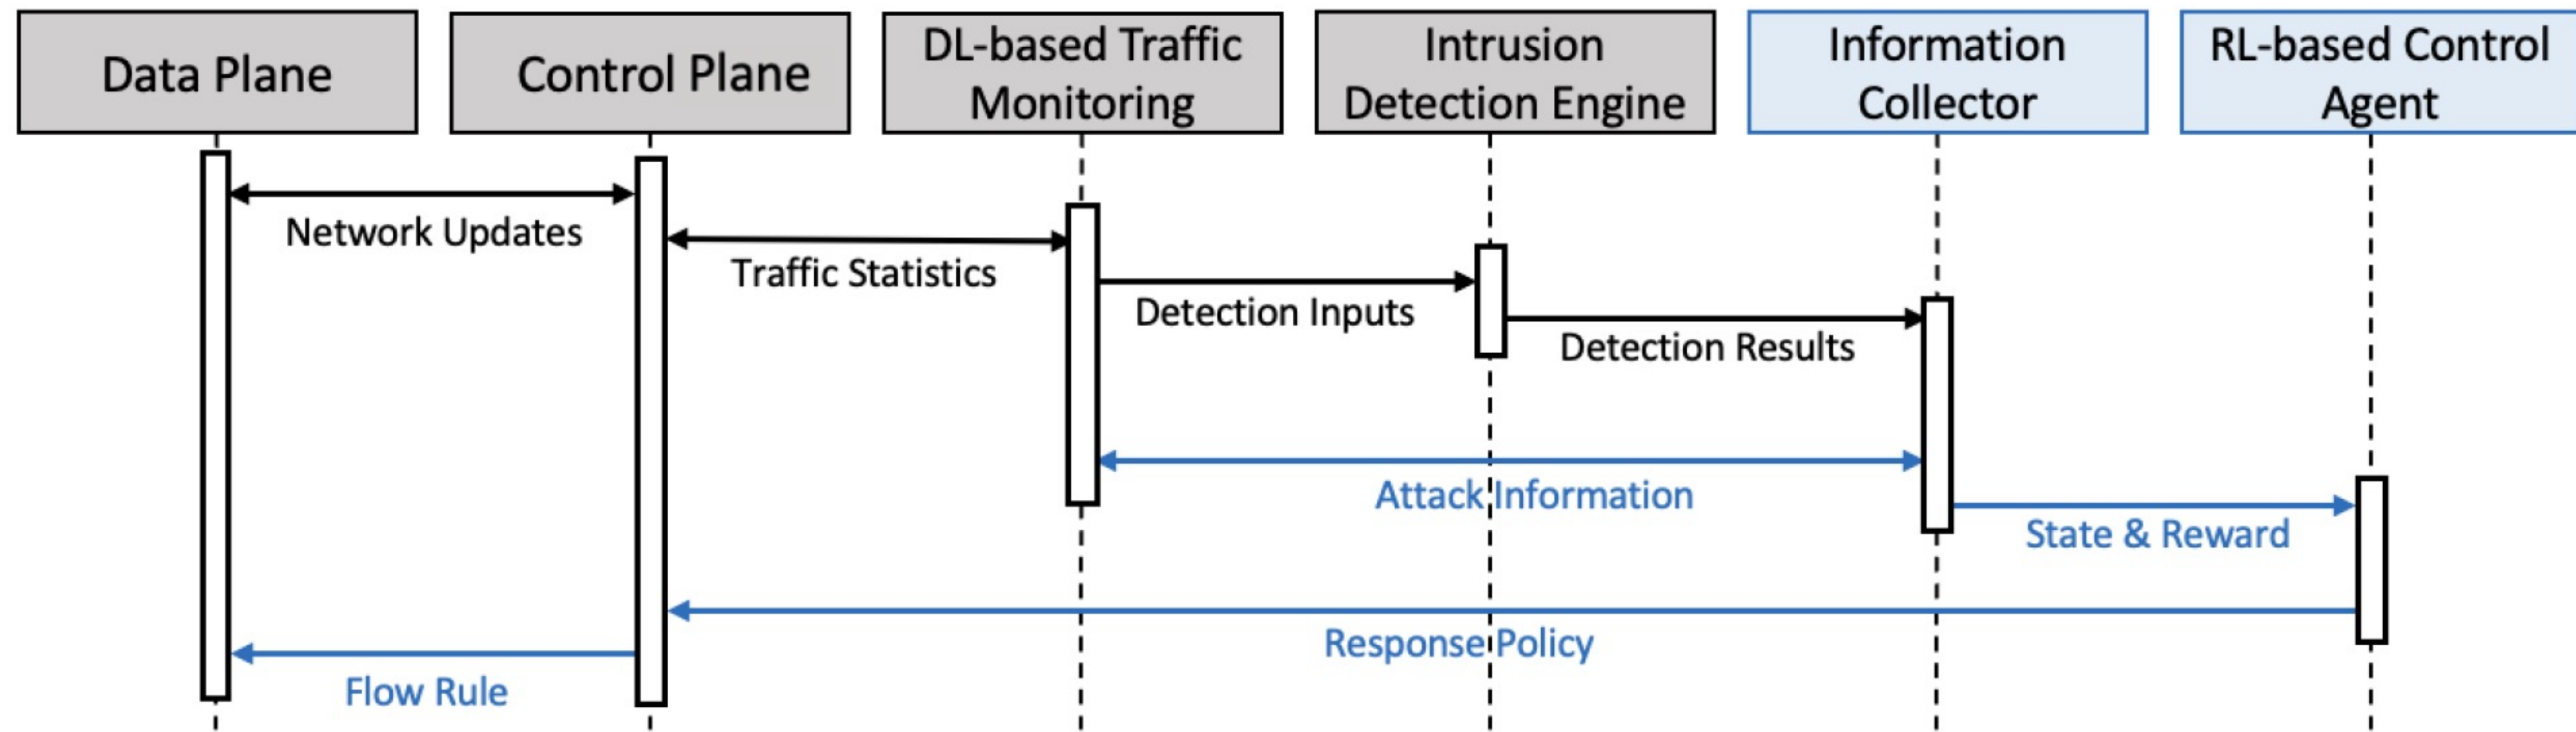 Data Plane
Control Plane
DL-based Traffic
Monitoring
Intrusion
Detection Engine
Information
Collector
RL-based Control
Agent
Network Updates
Traffic Statistics
Detection Inputs
Detection Results
Attack Information
State & Reward
Response Policy
Flow Rule